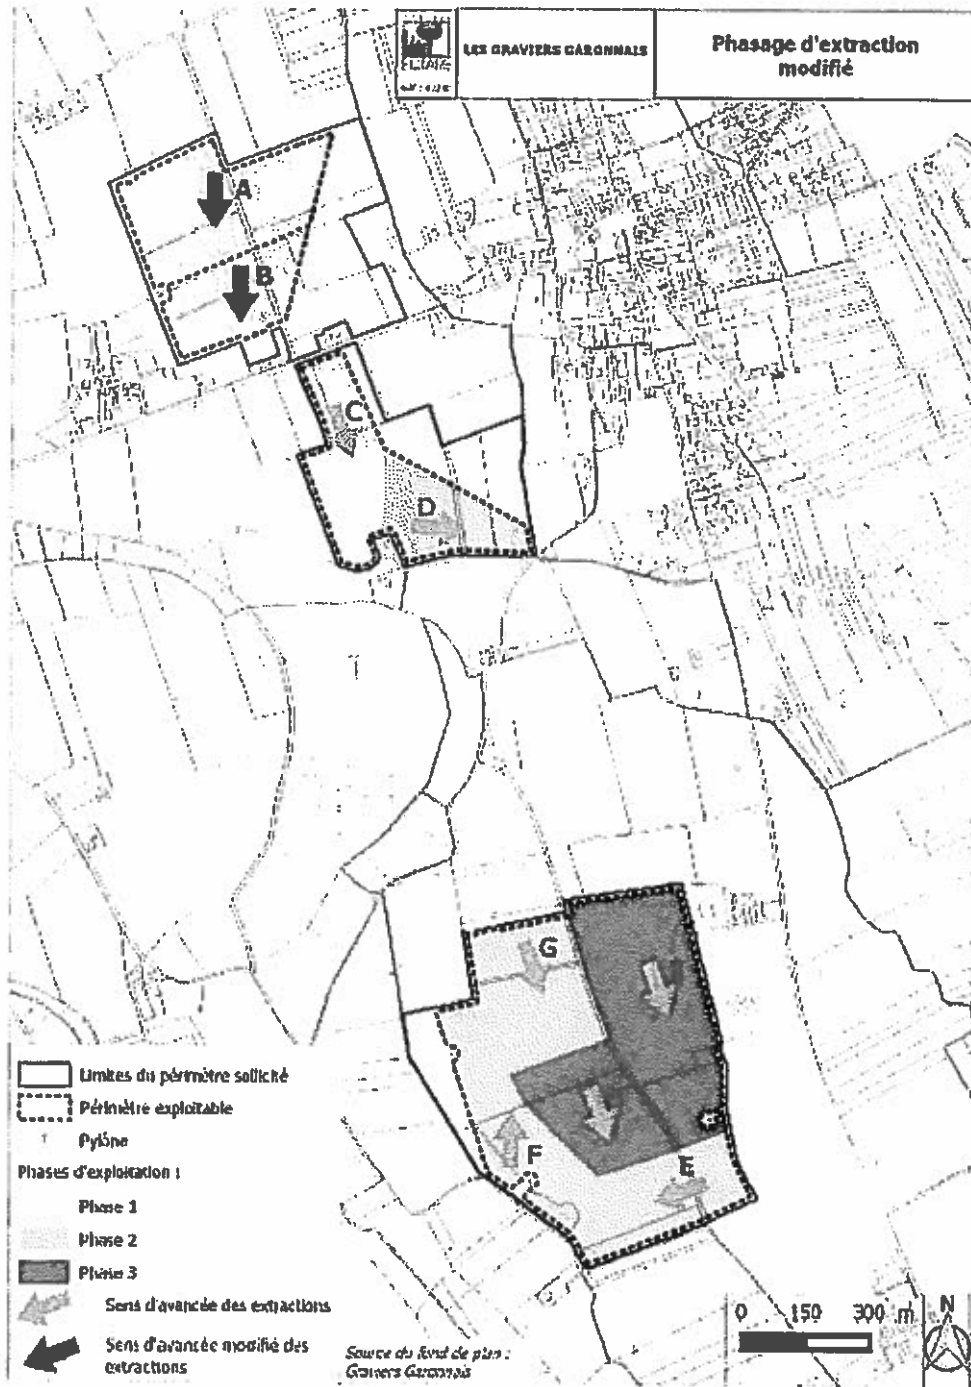 LES GRAVIERS GARONNAIS
Phasage d'extraction
modifié
A
B
C
D
G
F
E
Limites du périmètre sollicité
Périmètre exploitable
Pylône
Phases d'exploitation :
Phase 1
Phase 2
Phase 3
Sens d'avancée des extractions
Sens d'avancée modifié des
extractions
Source du fond de plan :
Graviers Garonnais
0 150 300 m
N